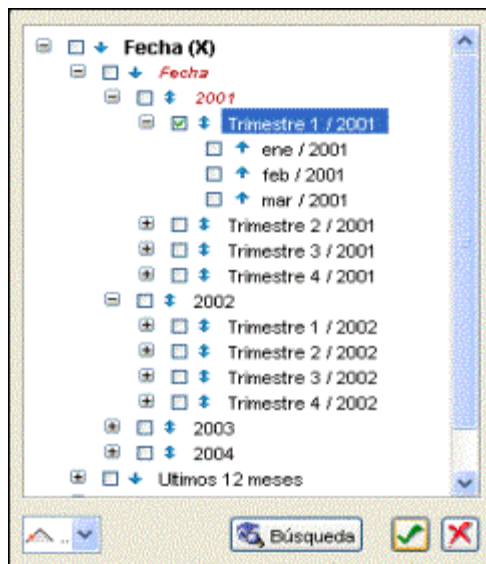 Fecha (X)
Fecha
2001
Trimestre 1 / 2001
ene / 2001
feb / 2001
mar / 2001
Trimestre 2 / 2001
Trimestre 3 / 2001
Trimestre 4 / 2001
2002
Trimestre 1 / 2002
Trimestre 2 / 2002
Trimestre 3 / 2002
Trimestre 4 / 2002
2003
2004
Ultimos 12 meses
.. Búsqueda